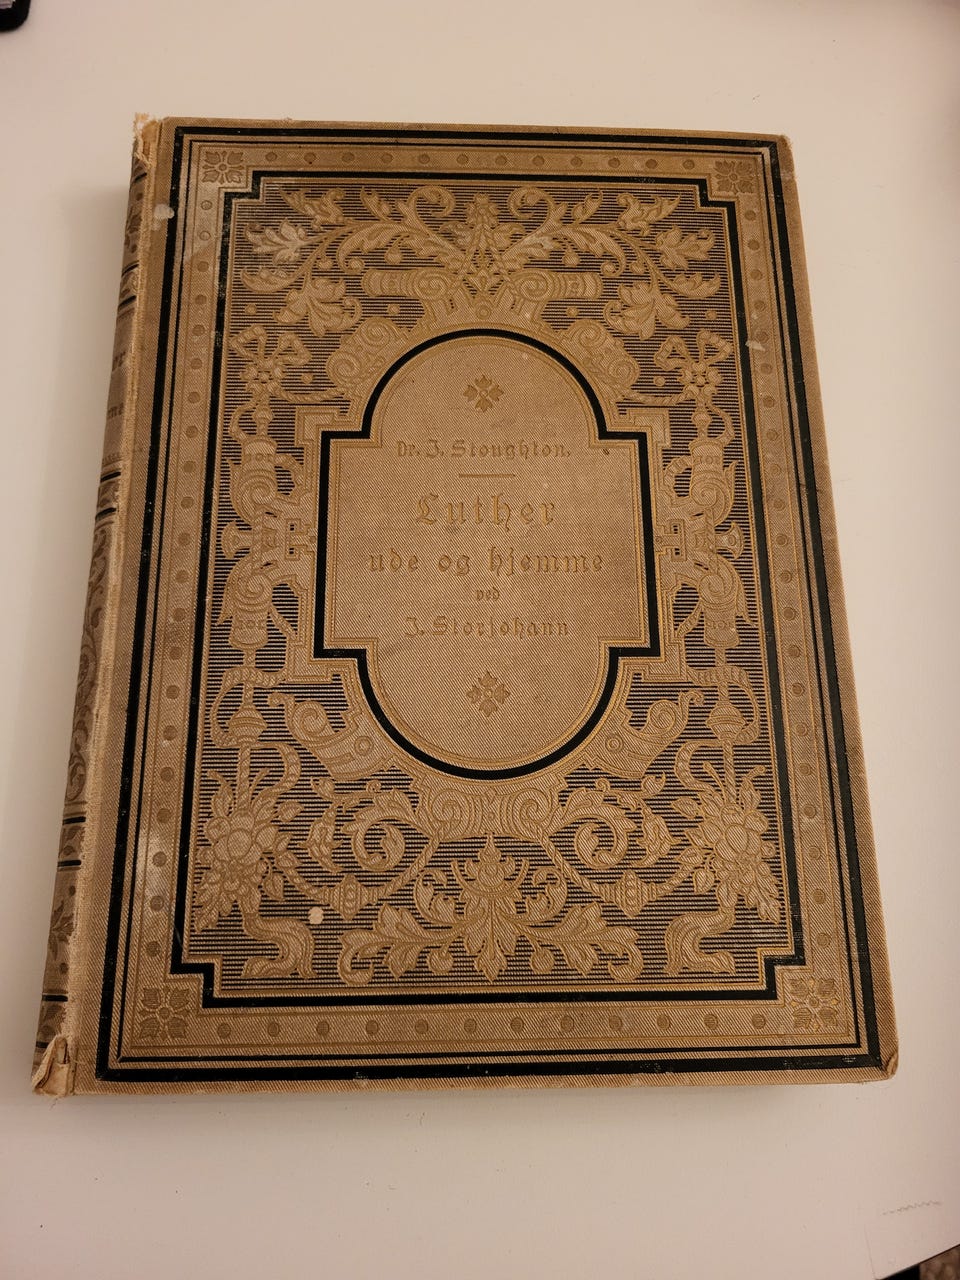 Dr. J. Stoughton.
Luther
ude og hjemme
ved
J. Storjohann